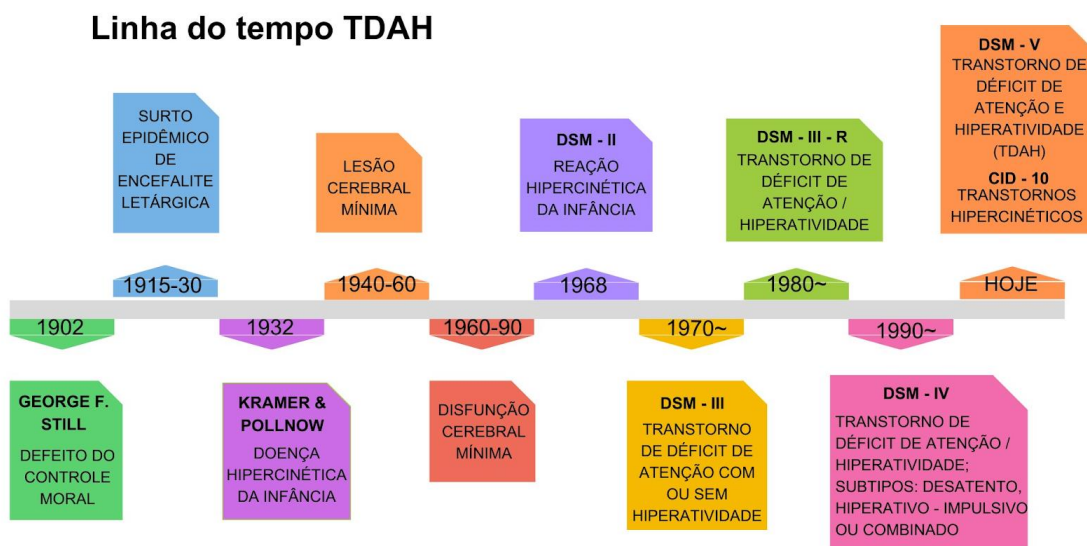 Linha do tempo TDAH
SURTO
EPIDÊMICO
DE
ENCEFALITE
LETÁRGICA
LESÃO
CEREBRAL
MÍNIMA
DSM - II
REAÇÃO
HIPERCINÉTICA
DA INFÂNCIA
DSM - III - R
TRANSTORNO DE
DÉFICIT DE
ATENÇÃO /
HIPERATIVIDADE
DSM - V
TRANSTORNO DE
DÉFICIT DE
ATENÇÃO E
HIPERATIVIDADE
(TDAH)
CID - 10
TRANSTORNOS
HIPERCINÉTICOS
1915-30
1940-60
1968
1980~
HOJE
1902
1932
1960-90
1970~
1990~
GEORGE F.
STILL
DEFEITO DO
CONTROLE
MORAL
KRAMER &
POLLNOW
DOENÇA
HIPERCINÉTICA
DA INFÂNCIA
DISFUNÇÃO
CEREBRAL
MÍNIMA
DSM - III
TRANSTORNO
DE DÉFICIT DE
ATENÇÃO COM
OU SEM
HIPERATIVIDADE
DSM - IV
TRANSTORNO DE
DÉFICIT DE ATENÇÃO /
HIPERATIVIDADE;
SUBTIPOS: DESATENTO,
HIPERATIVO - IMPULSIVO
OU COMBINADO